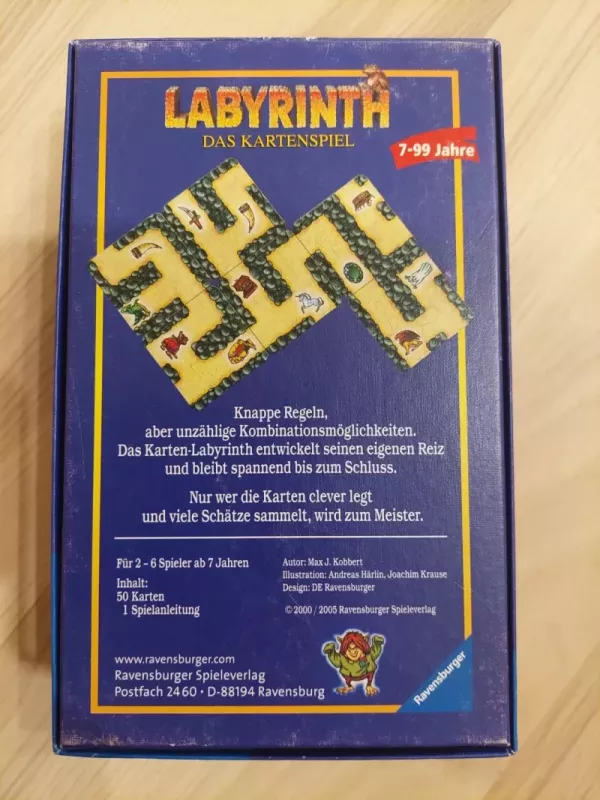 LABYRINTH
DAS KARTENSPIEL
7-99 Jahre
Knappe Regeln,
aber unzählige Kombinationsmöglichkeiten.
Das Karten-Labyrinth entwickelt seinen eigenen Reiz
und bleibt spannend bis zum Schluss.
Nur wer die Karten clever legt
und viele Schätze sammelt, wird zum Meister.
Für 2 - 6 Spieler ab 7 Jahren
Inhalt:
50 Karten
1 Spielanleitung
Autor: Max J. Kobbert
Illustration: Andreas Härlin, Joachim Krause
Design: DE Ravensburger
© 2000 / 2005 Ravensburger Spieleverlag
www.ravensburger.com
Ravensburger Spieleverlag
Postfach 24 60 · D-88194 Ravensburg
Ravensburger